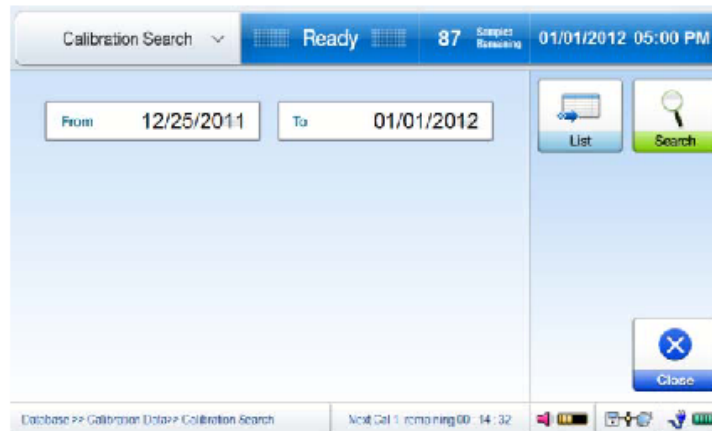 Calibration Search
Ready
87 Samples Remaining
01/01/2012 05:00 PM
From 12/25/2011
To 01/01/2012
List
Search
Close
Database >> Calibration Data>> Calibration Search
Next Cal 1 remaining 00 : 14 : 32